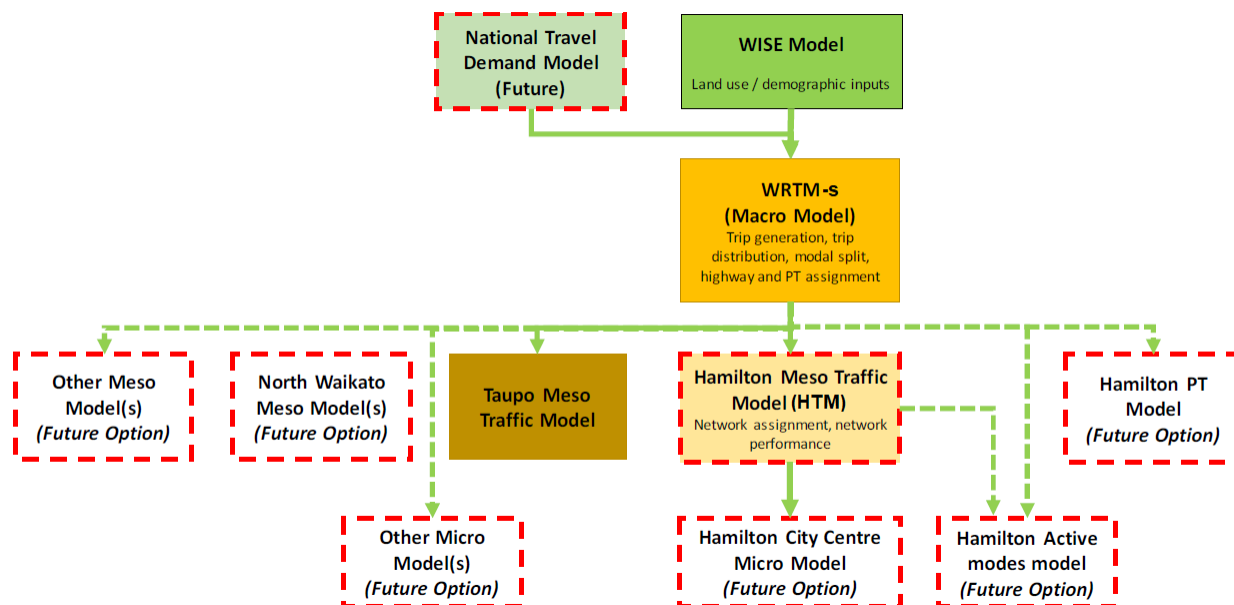 National Travel
Demand Model
(Future)
WISE Model
Land use / demographic inputs
WRTM-s
(Macro Model)
Trip generation, trip
distribution, modal split,
highway and PT assignment
Other Meso
Model(s)
(Future Option)
North Waikato
Meso Model(s)
(Future Option)
Taupo Meso
Traffic Model
Hamilton Meso Traffic
Model (HTM)
Network assignment, network
performance
Hamilton PT
Model
(Future Option)
Other Micro
Model(s)
(Future Option)
Hamilton City Centre
Micro Model
(Future Option)
Hamilton Active
modes model
(Future Option)